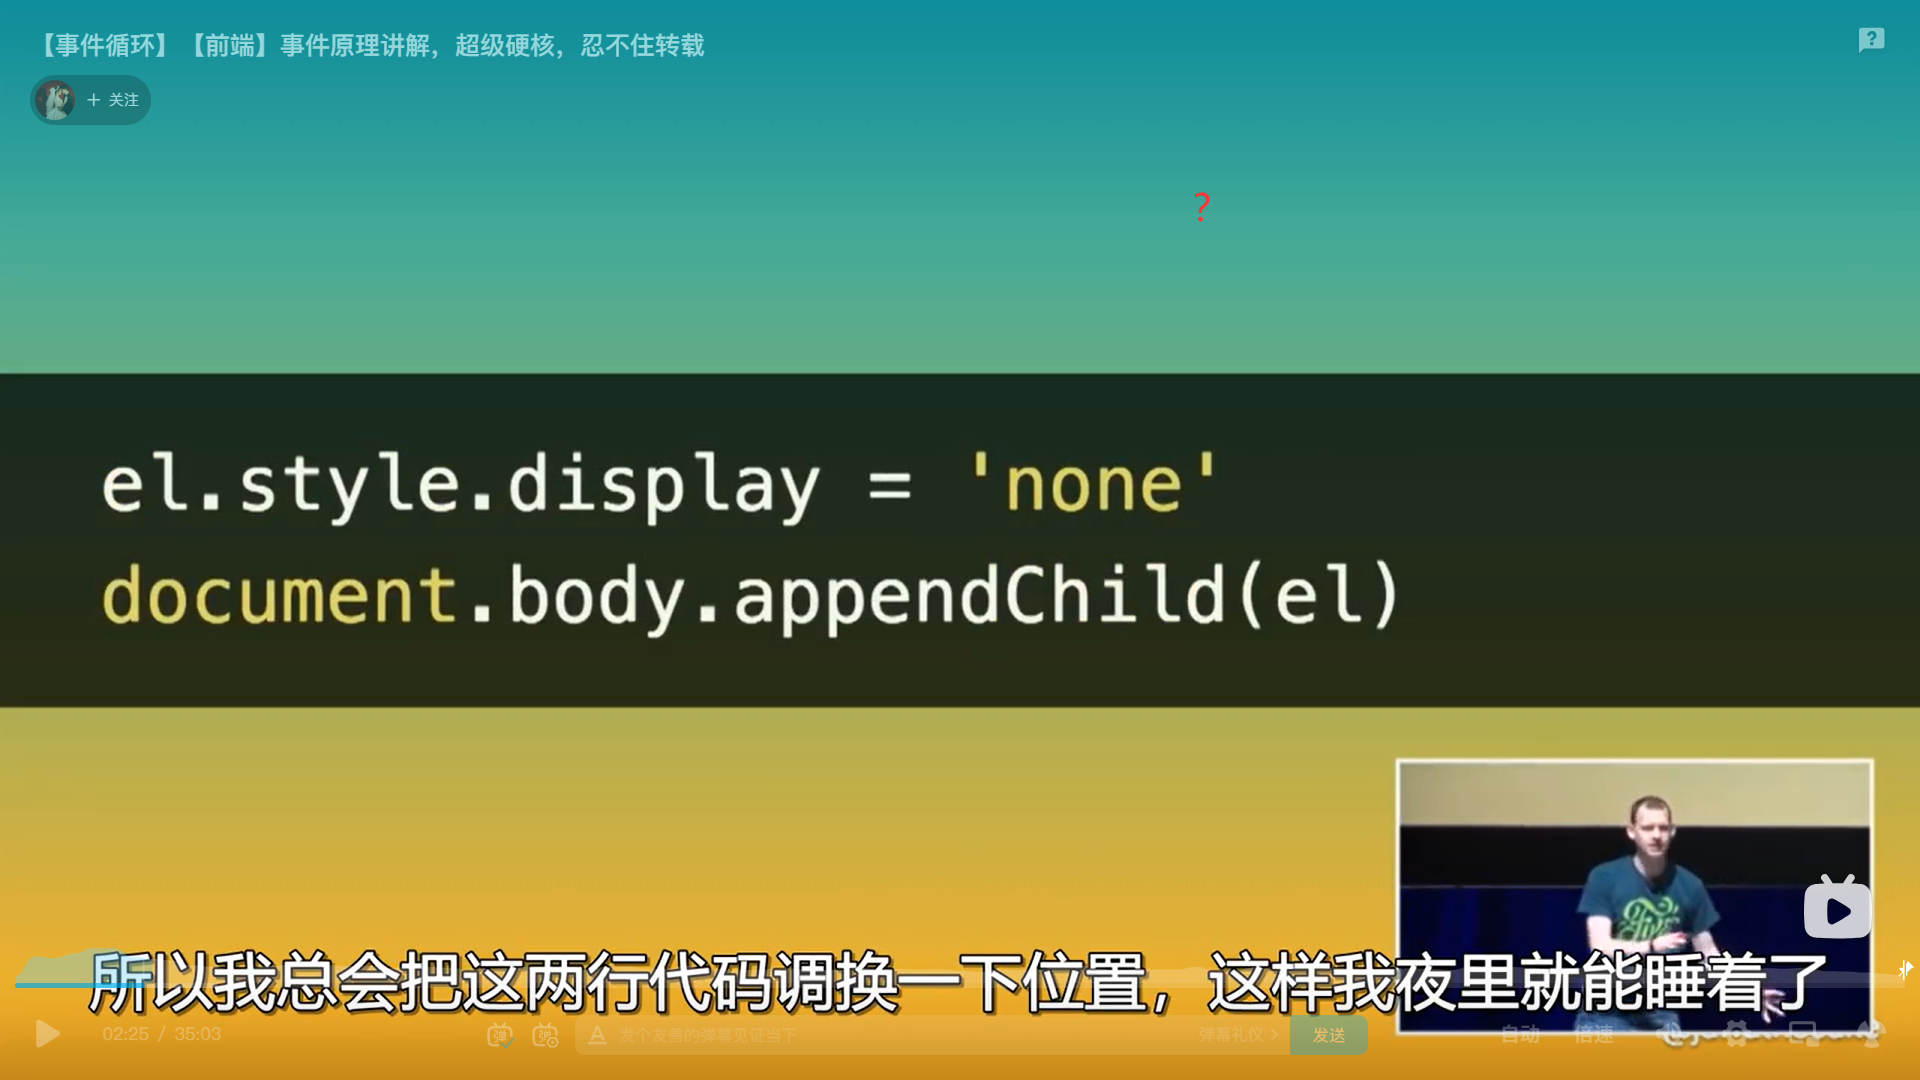 【事件循环】【前端】事件原理讲解，超级硬核，忍不住转载
+ 关注
?
el.style.display = 'none'
document.body.appendChild(el)
所以我总会把这两行代码调换一下位置，这样我夜里就能睡着了
02:25 / 35:03
弹
弹
A 发个友善的弹幕见证当下
弹幕礼仪 >
发送
自动
倍速